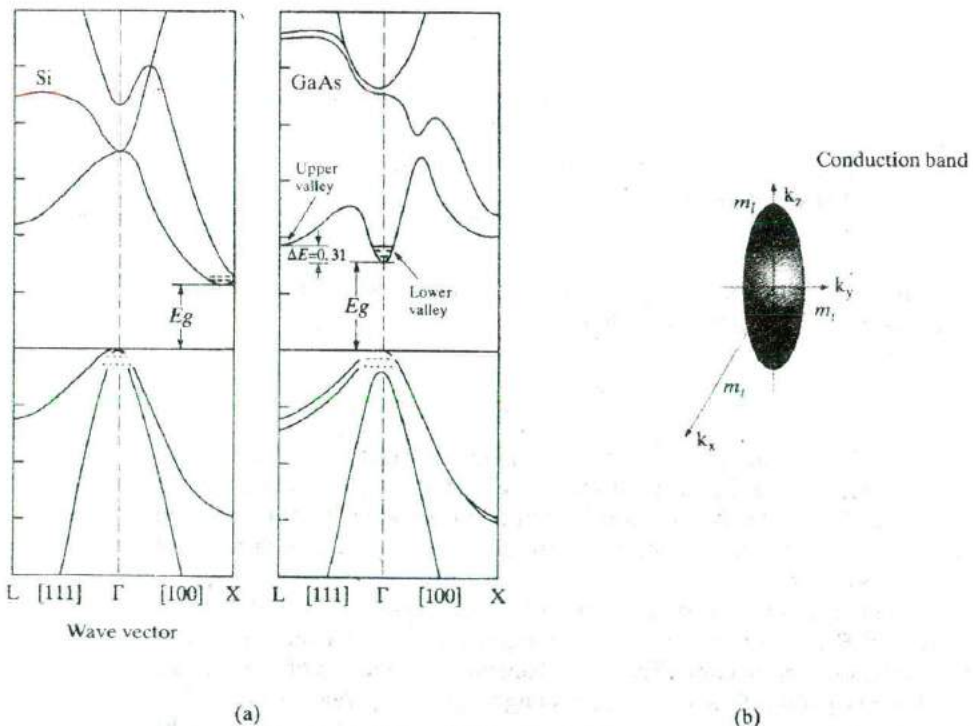 Si
Eg
L [111] Γ [100] X
Wave vector
GaAs
Upper
valley
ΔE=0,31
Lower
valley
Eg
L [111] Γ [100] X
(a)
Conduction band
m_l
k_z
k_y
m_t
m_t
k_x
(b)